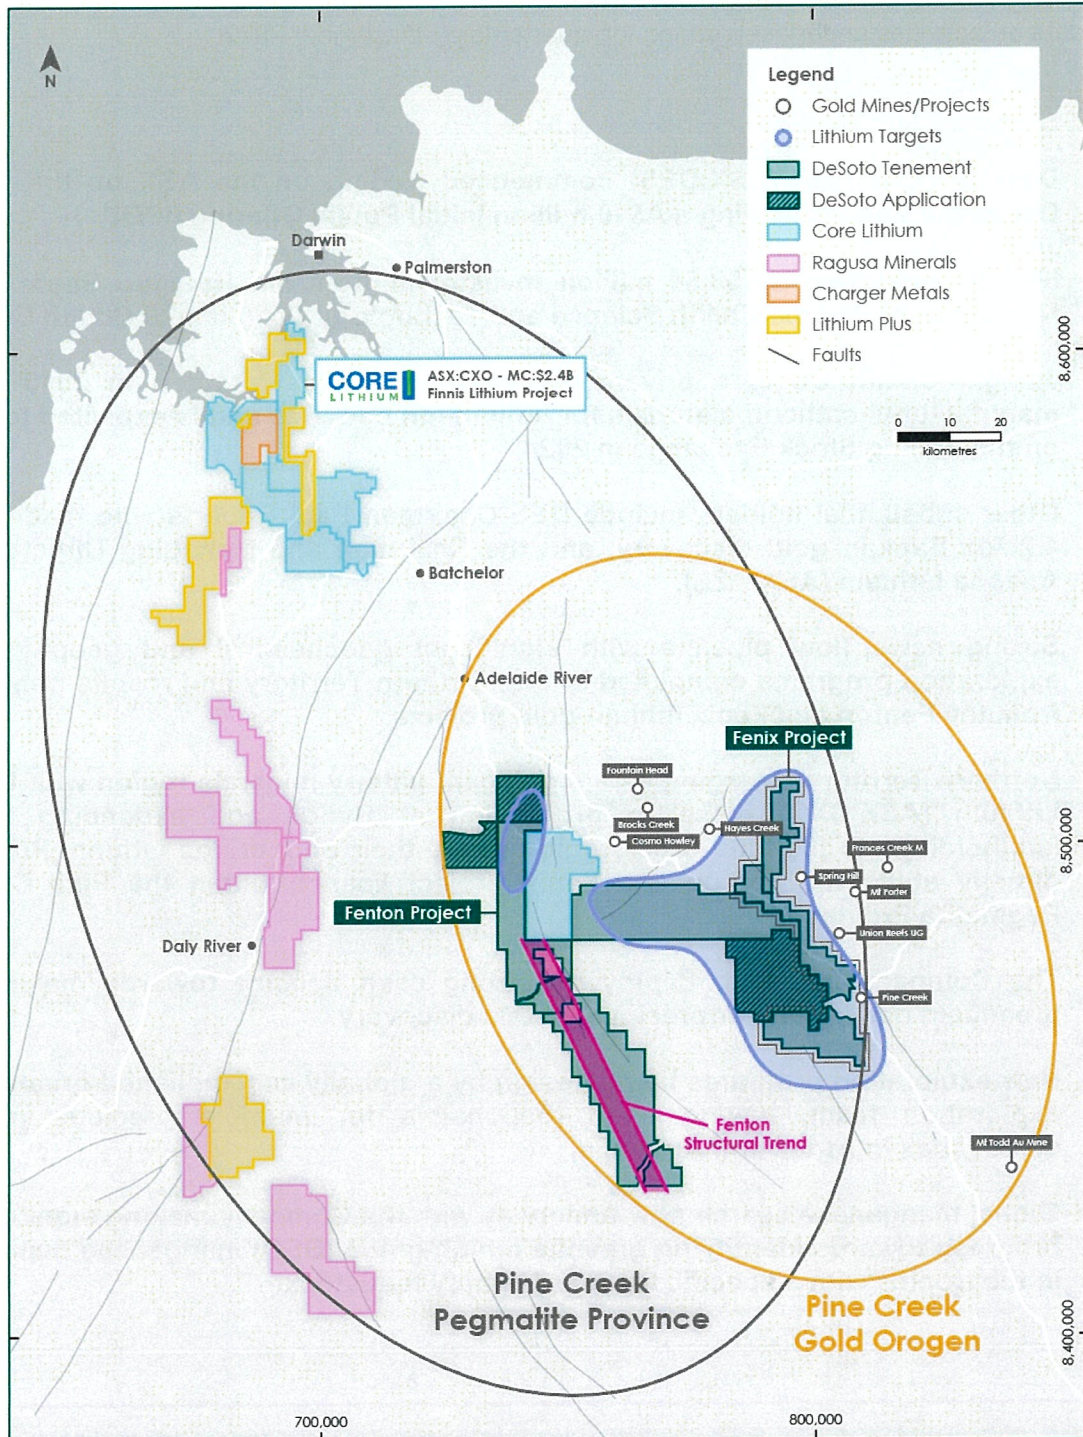 N
Legend
Gold Mines/Projects
Lithium Targets
DeSoto Tenement
DeSoto Application
Core Lithium
Ragusa Minerals
Charger Metals
Lithium Plus
Faults
Darwin
Palmerston
8,600,000
CORE
LITHIUM
ASX:CXO - MC:$2.4B
Finnis Lithium Project
0 10 20
kilometres
Batchelor
Adelaide River
Fenix Project
Fountain Head
Brocks Creek
Hayes Creek
Cosmo Howley
Frances Creek M
8,500,000
Spring Hill
Mt Porter
Fenton Project
Union Reefs UG
Daly River
Pine Creek
Fenton
Structural Trend
Mt Todd Au Mine
Pine Creek
Pegmatite Province
Pine Creek
Gold Orogen
8,400,000
700,000
800,000